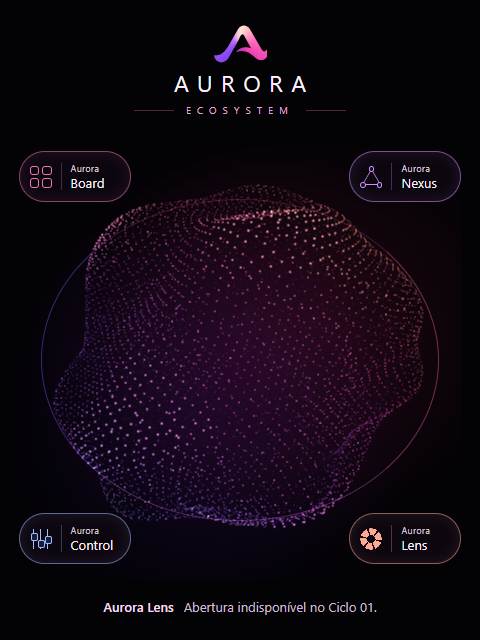 AURORA
ECOSYSTEM
Aurora
Board
Aurora
Nexus
Aurora
Control
Aurora
Lens
Aurora Lens Abertura indisponível no Ciclo 01.